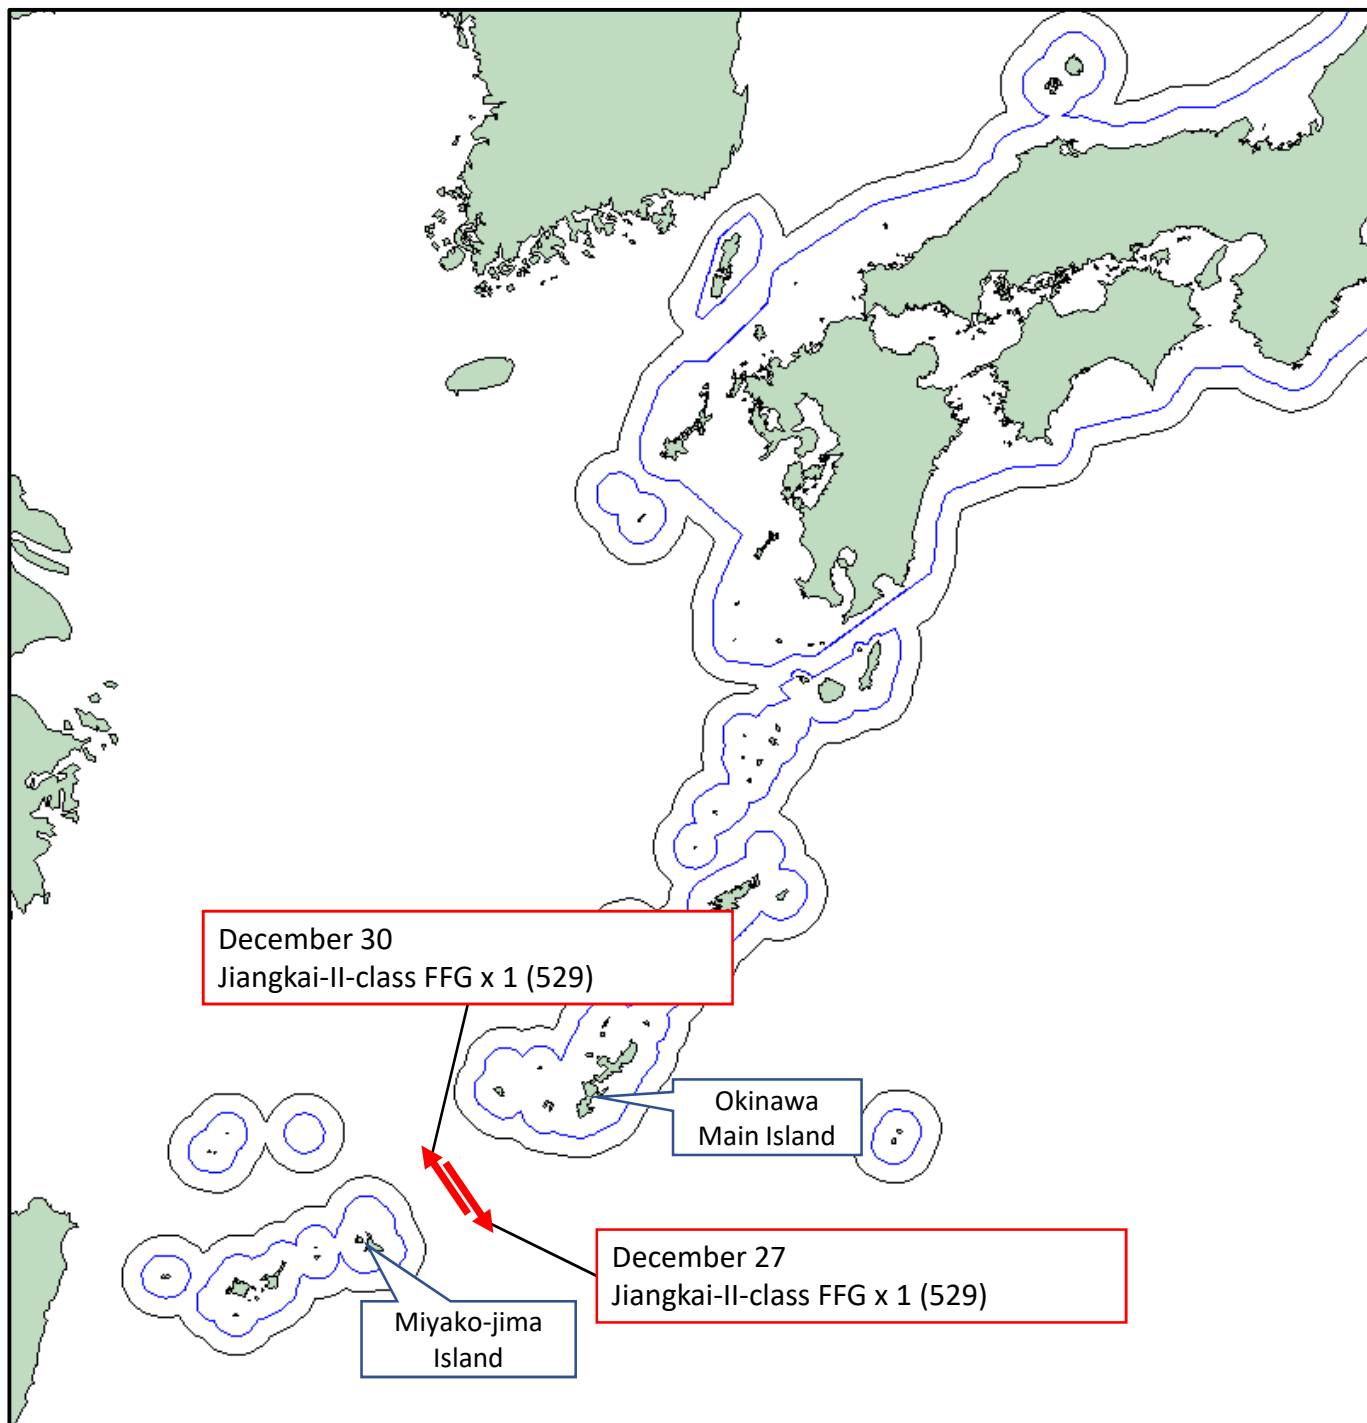 December 30
Jiangkai-II-class FFG x 1 (529)
Okinawa
Main Island
December 27
Jiangkai-II-class FFG x 1 (529)
Miyako-jima
Island